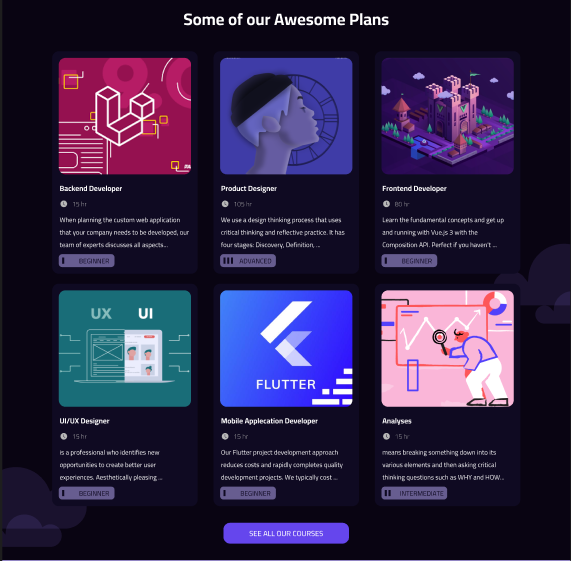 Some of our Awesome Plans
Backend Developer
15 hr
When planning the custom web application
that your company needs to be developed, our
team of experts discusses all aspects...
BEGINNER
Product Designer
105 hr
We use a design thinking process that uses
critical thinking and reflective practice. It has
four stages: Discovery, Definition, ...
ADVANCED
Frontend Developer
80 hr
Learn the fundamental concepts and get up
and running with Vue.js 3 with the
Composition API. Perfect if you haven't ...
BEGINNER
UX UI
UI/UX Designer
15 hr
is a professional who identifies new
opportunities to create better user
experiences. Aesthetically pleasing ...
BEGINNER
FLUTTER
Mobile Applecation Developer
15 hr
Our Flutter project development approach
reduces costs and rapidly completes quality
development projects. We typically cost ...
BEGINNER
Analyses
15 hr
means breaking something down into its
various elements and then asking critical
thinking questions such as WHY and HOW...
INTERMEDIATE
SEE ALL OUR COURSES